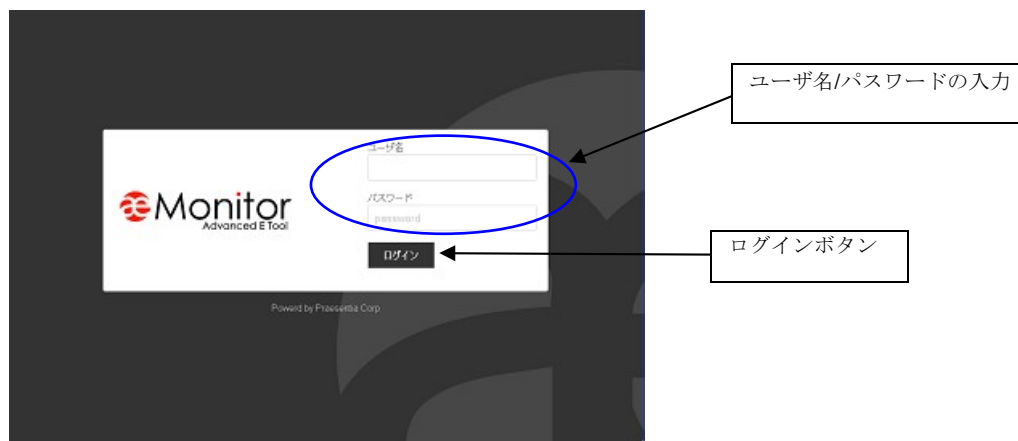 ユーザ名/パスワードの入力
ユーザ名
æMonitor
Advanced E Tool
パスワード
password
ログイン
ログインボタン
Powerd by Praesentia Corp